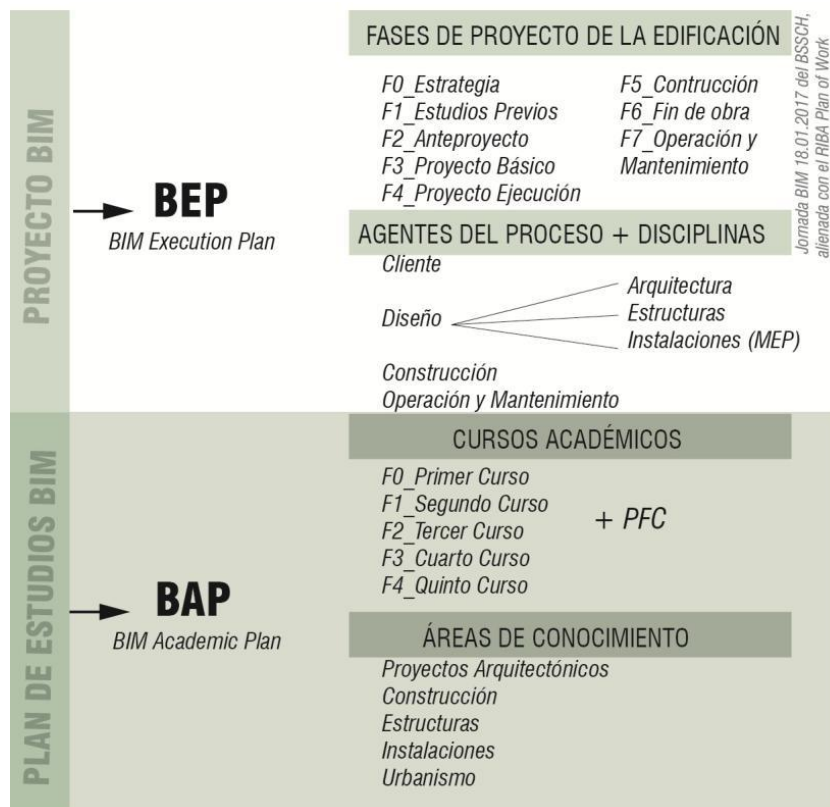 PROYECTO BIM
BEP
BIM Execution Plan
FASES DE PROYECTO DE LA EDIFICACIÓN
F0_Estrategia
F1_Estudios Previos
F2_Anteproyecto
F3_Proyecto Básico
F4_Proyecto Ejecución
F5_Contrucción
F6_Fin de obra
F7_Operación y
Mantenimiento
Jornada BIM 18.01.2017 del BSSCH,
alienada con el RIBA Plan of Work
AGENTES DEL PROCESO + DISCIPLINAS
Cliente
Diseño
Arquitectura
Estructuras
Instalaciones (MEP)
Construcción
Operación y Mantenimiento
PLAN DE ESTUDIOS BIM
BAP
BIM Academic Plan
CURSOS ACADÉMICOS
F0_Primer Curso
F1_Segundo Curso
F2_Tercer Curso
F3_Cuarto Curso
F4_Quinto Curso
+ PFC
ÁREAS DE CONOCIMIENTO
Proyectos Arquitectónicos
Construcción
Estructuras
Instalaciones
Urbanismo